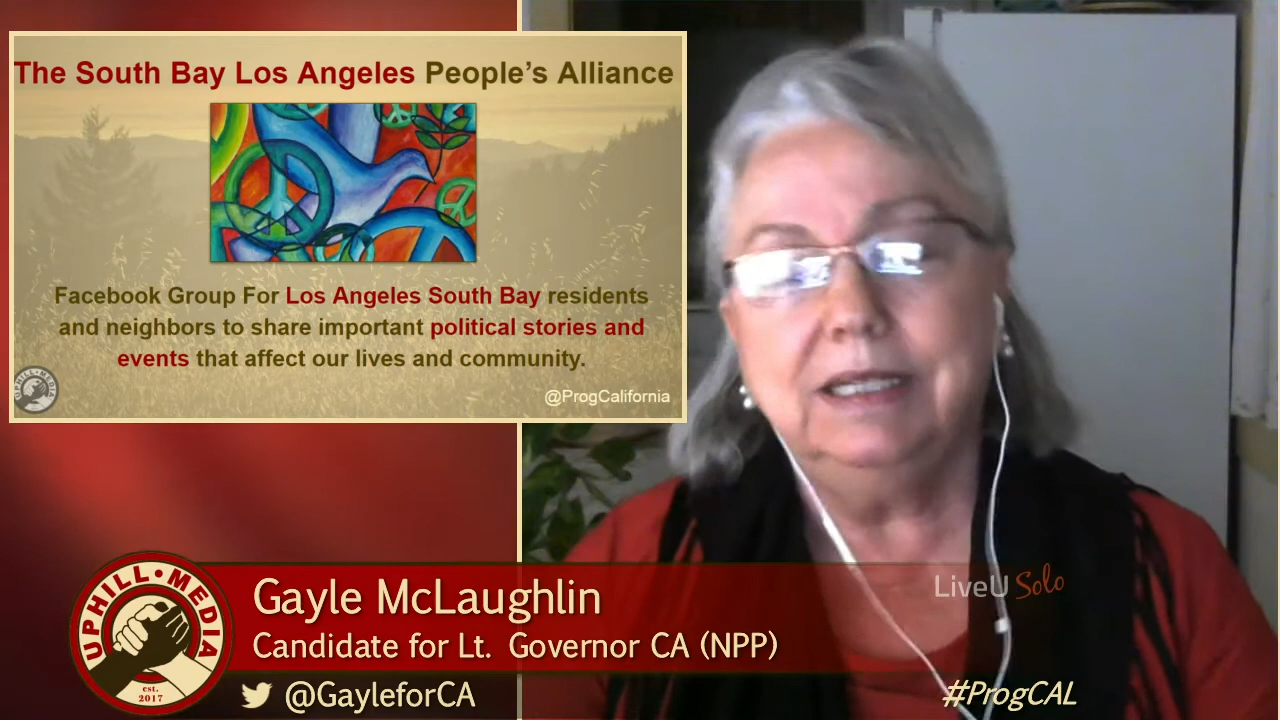 The South Bay Los Angeles People's Alliance
Facebook Group For Los Angeles South Bay residents
and neighbors to share important political stories and
events that affect our lives and community.
UPHILL MEDIA
@ProgCalifornia
UPHILL • MEDIA
est.
2017
Gayle McLaughlin
Candidate for Lt. Governor CA (NPP)
@GayleforCA
LiveU Solo
#ProgCAL